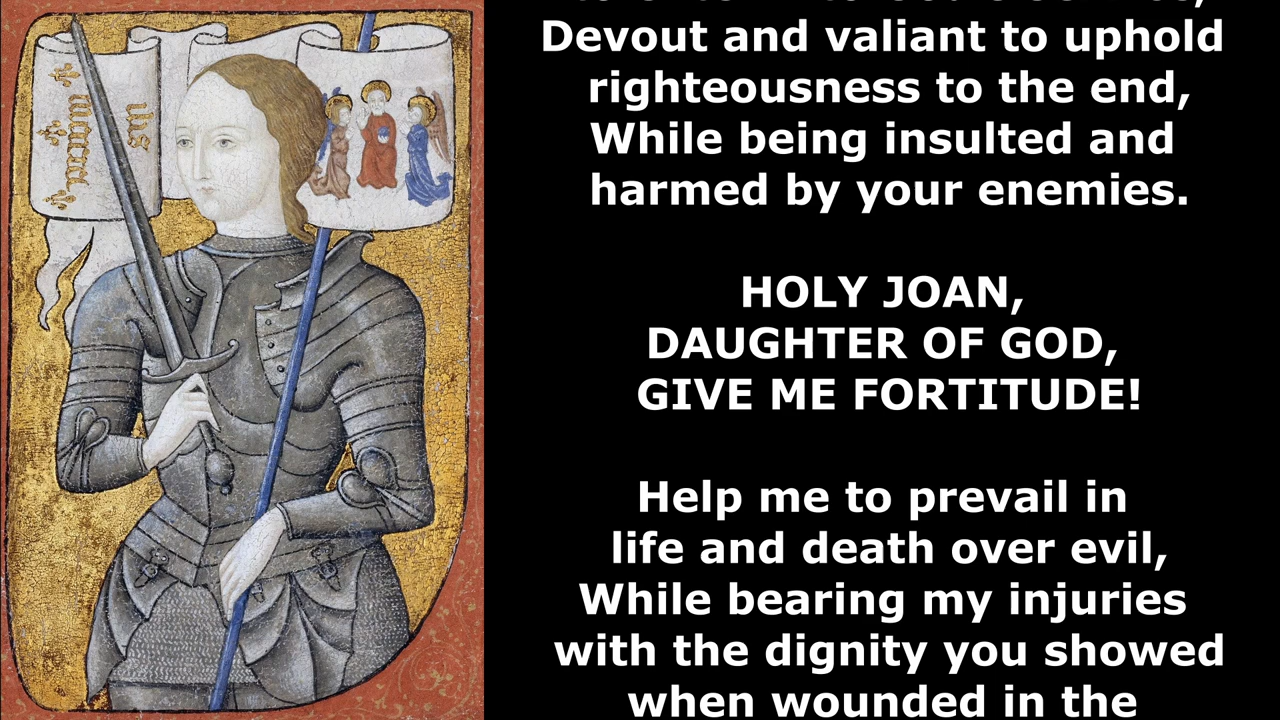 Devout and valiant to uphold
righteousness to the end,
While being insulted and
harmed by your enemies.
HOLY JOAN,
DAUGHTER OF GOD,
GIVE ME FORTITUDE!
Help me to prevail in
life and death over evil,
While bearing my injuries
with the dignity you showed
when wounded in the